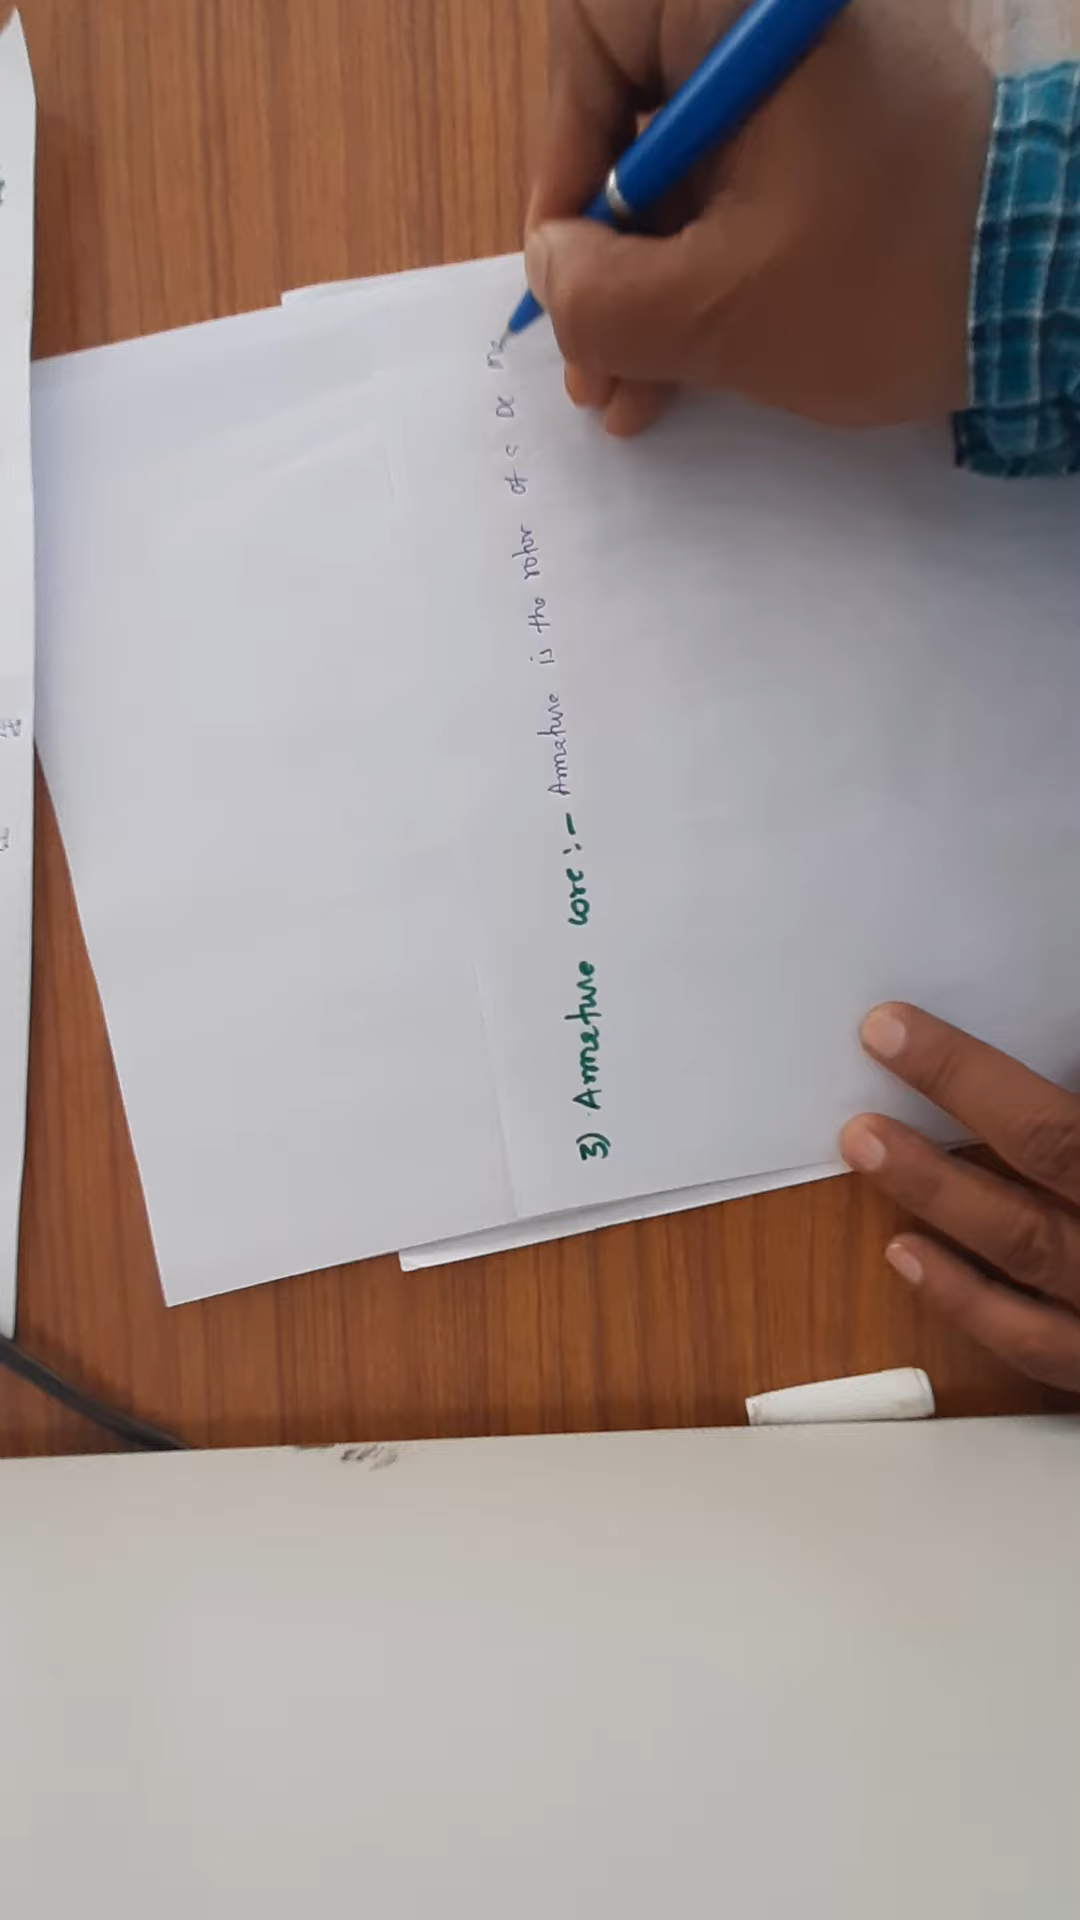 3) Armature core :- Armature is the rotor of a DC